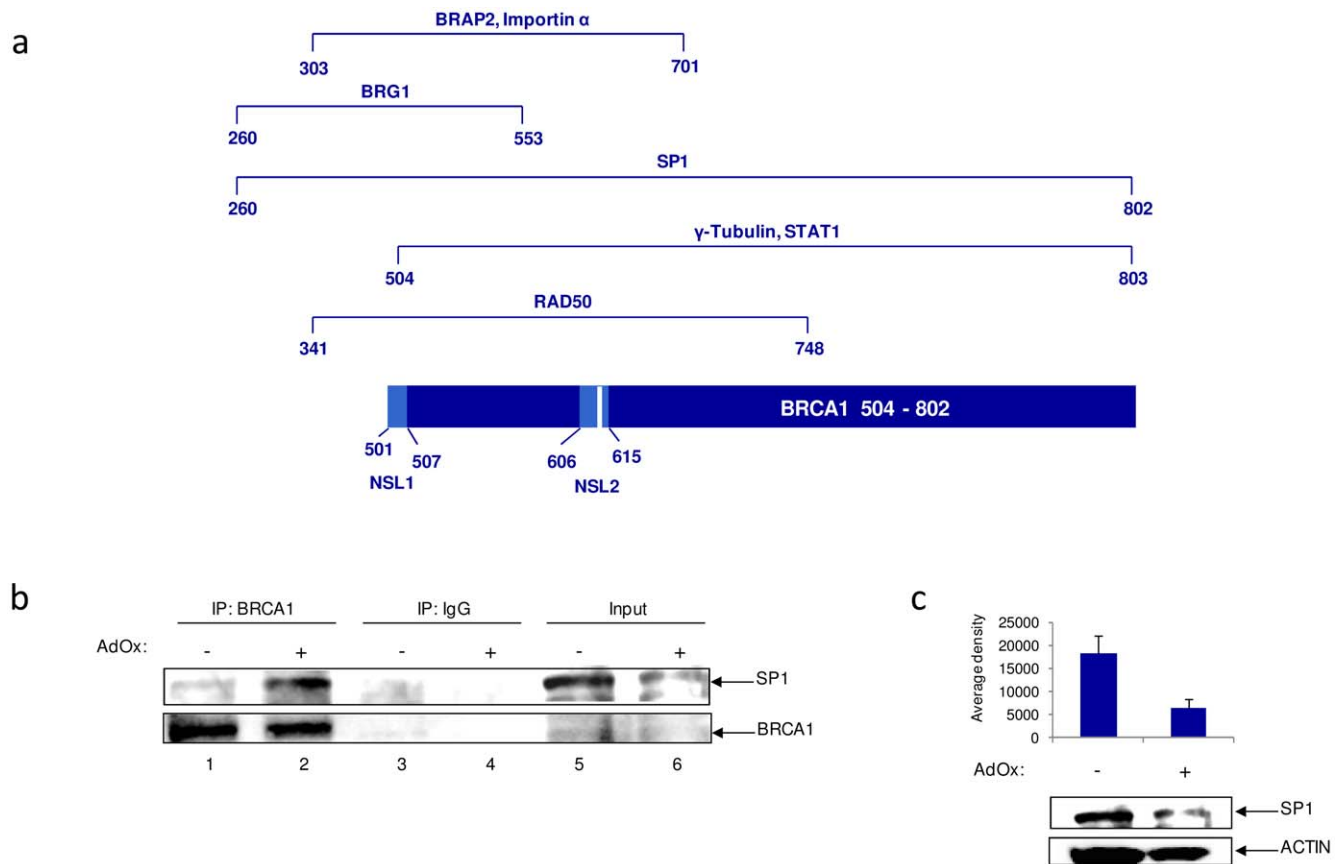 a
BRAP2, Importin α
303 701
BRG1
260 553
SP1
260 802
γ-Tubulin, STAT1
504 803
RAD50
341 748
BRCA1 504 - 802
501 507 606 615
NSL1 NSL2
b
IP: BRCA1 IP: IgG Input
AdOx: - + - + - +
SP1
BRCA1
1 2 3 4 5 6
c
Average density
25000
20000
15000
10000
5000
0
AdOx: - +
SP1
ACTIN